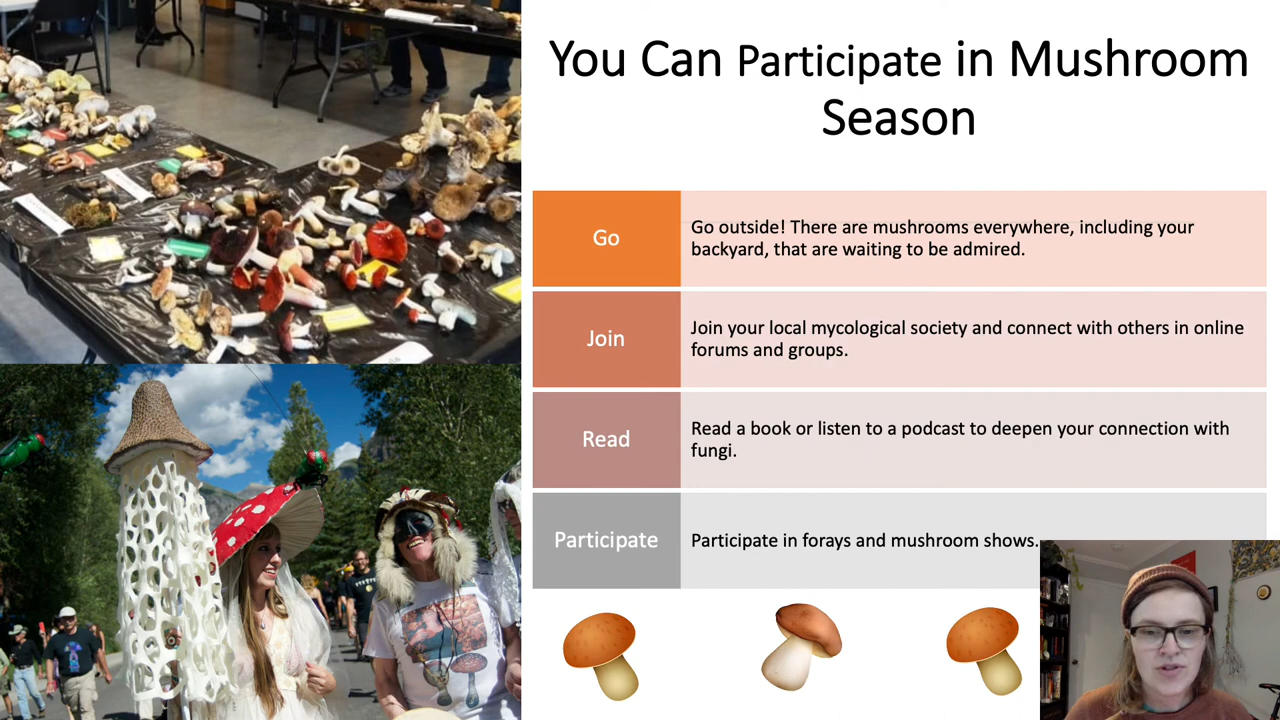 You Can Participate in Mushroom
Season
Go
Go outside! There are mushrooms everywhere, including your
backyard, that are waiting to be admired.
Join
Join your local mycological society and connect with others in online
forums and groups.
Read
Read a book or listen to a podcast to deepen your connection with
fungi.
Participate
Participate in forays and mushroom shows.